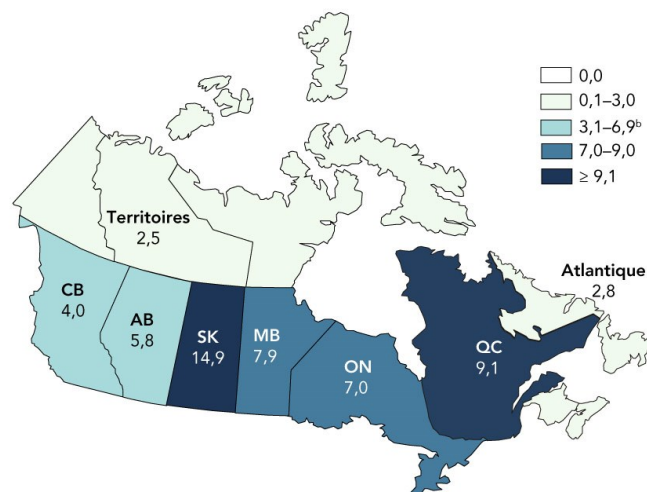 0,0
0,1–3,0
3,1–6,9ᵇ
7,0–9,0
≥ 9,1
Territoires
2,5
Atlantique
2,8
CB
4,0
AB
5,8
SK
14,9
MB
7,9
ON
7,0
QC
9,1